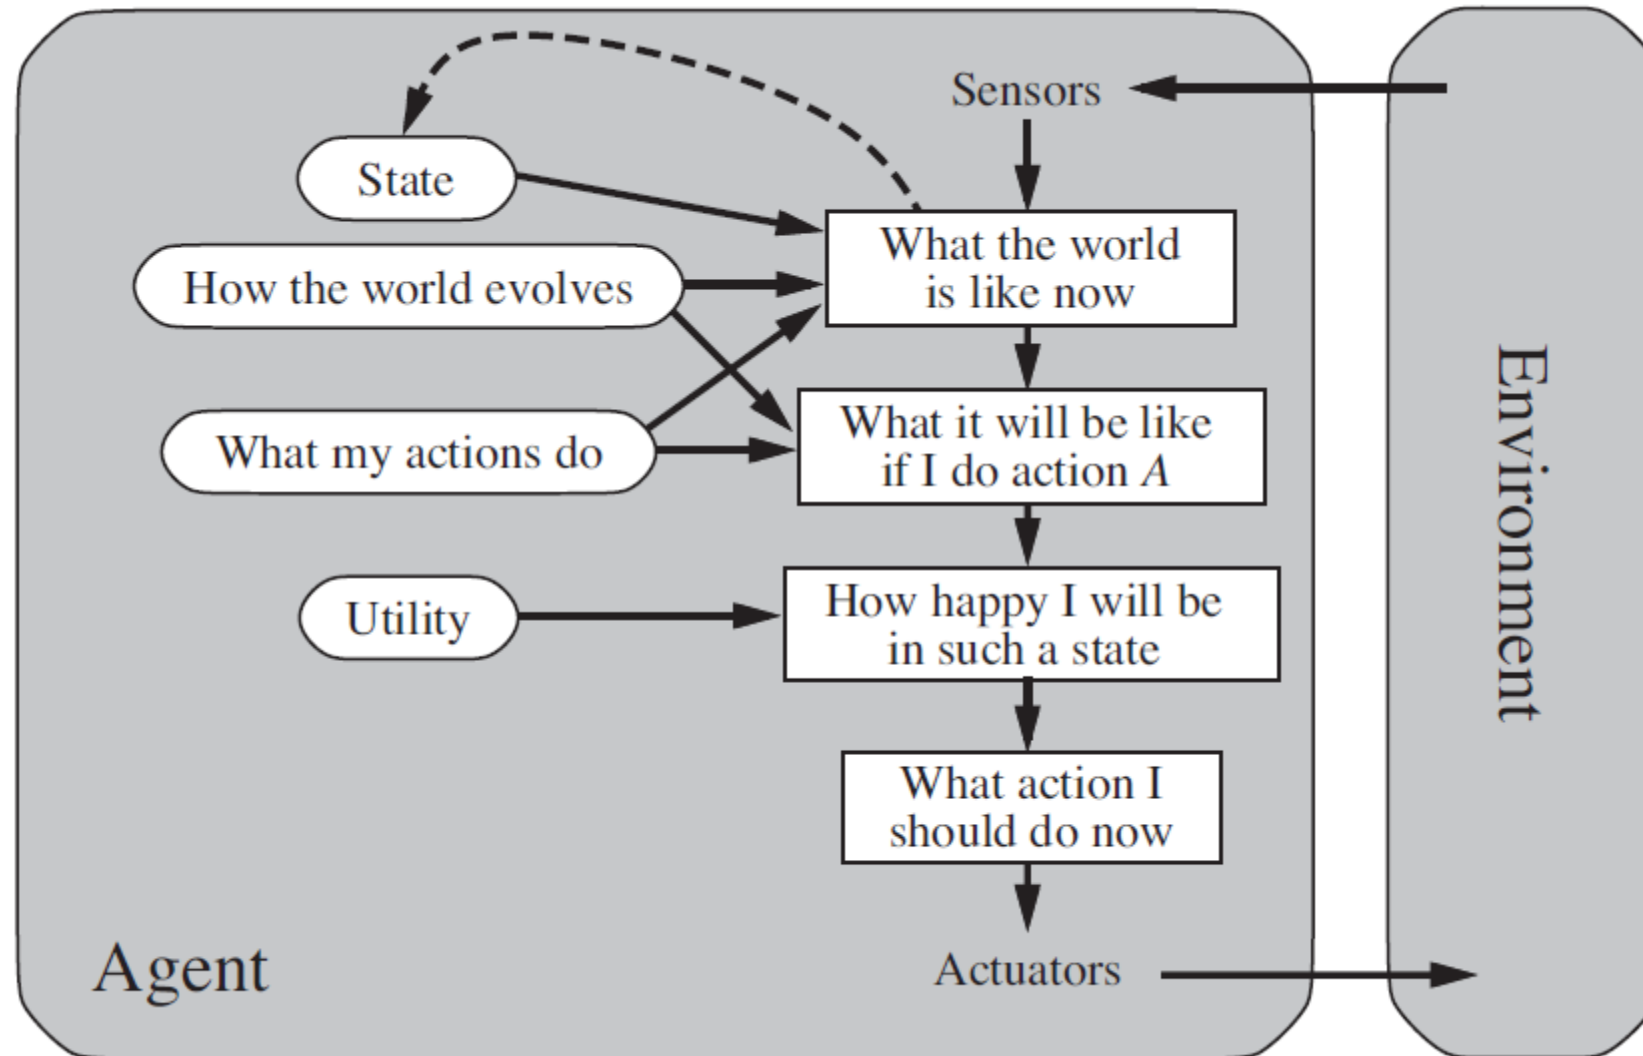 Sensors
State
What the world
is like now
How the world evolves
What it will be like
if I do action A
What my actions do
How happy I will be
in such a state
Utility
What action I
should do now
Actuators
Agent
Environment